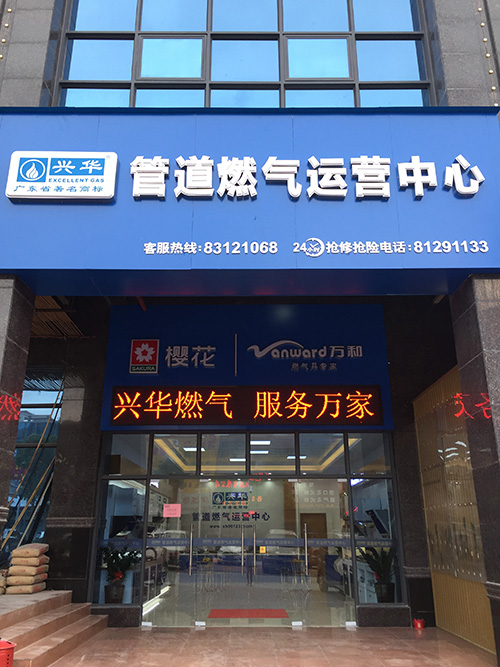 兴华
EXCELLENT GAS
广东省著名商标
管道燃气运营中心
客服热线:83121068
24小时抢修抢险电话:81291133
SAKURA
樱花
Vanward万和
燃气具专家
兴华燃气 服务万家
兴华
管道燃气运营中心